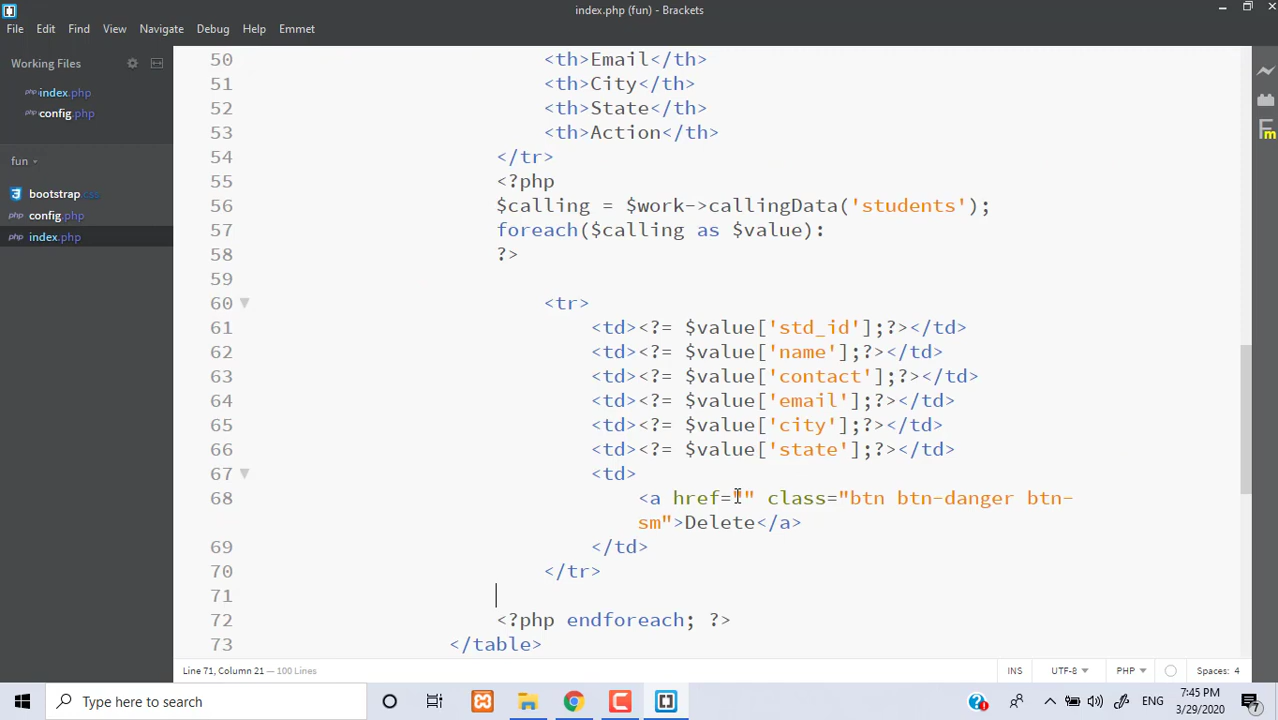 index.php (fun) - Brackets
File Edit Find View Navigate Debug Help Emmet
Working Files
index.php
config.php
fun
bootstrap.css
config.php
index.php
50 <th>Email</th>
51 <th>City</th>
52 <th>State</th>
53 <th>Action</th>
54 </tr>
55 <?php
56 $calling = $work->callingData('students');
57 foreach($calling as $value):
58 ?>
59
60 <tr>
61 <td><?= $value['std_id'];?></td>
62 <td><?= $value['name'];?></td>
63 <td><?= $value['contact'];?></td>
64 <td><?= $value['email'];?></td>
65 <td><?= $value['city'];?></td>
66 <td><?= $value['state'];?></td>
67 <td>
68 <a href="" class="btn btn-danger btn-
sm">Delete</a>
69 </td>
70 </tr>
71
72 <?php endforeach; ?>
73 </table>
Line 71, Column 21 — 100 Lines
INS UTF-8 PHP Spaces: 4
Type here to search
ENG
7:45 PM
3/29/2020
7